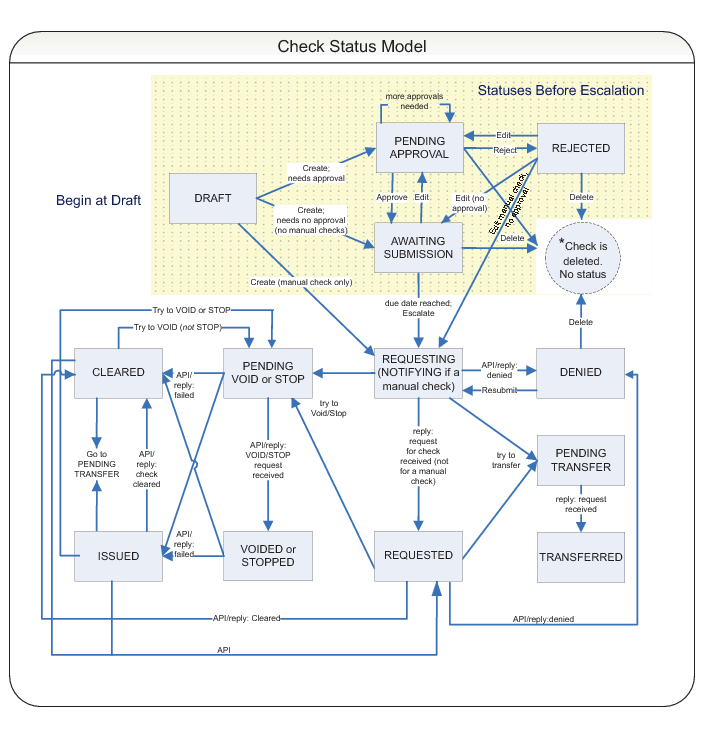 Check Status Model
Statuses Before Escalation
more approvals
needed
PENDING
APPROVAL
Edit
Reject
REJECTED
Create;
needs approval
Begin at Draft
DRAFT
Approve
Edit
Edit (no
approval)
Edit manual check,
no approval
Delete
Create;
needs no approval
(no manual checks)
AWAITING
SUBMISSION
Delete
*Check is
deleted.
No status
Create (manual check only)
due date reached;
Escalate
Try to VOID or STOP
Try to VOID (not STOP)
Delete
CLEARED
API/
reply:
failed
PENDING
VOID or STOP
REQUESTING
(NOTIFYING if a
manual check)
API/reply:
denied
Resubmit
DENIED
try to
Void/Stop
Go to
PENDING
TRANSFER
API/
reply:
check
cleared
API/reply:
VOID/STOP
request
received
reply:
request
for check
received (not
for a manual
check)
try to
transfer
PENDING
TRANSFER
reply: request
received
API/
reply:
failed
ISSUED
VOIDED or
STOPPED
REQUESTED
TRANSFERRED
API/reply: Cleared
API/reply:denied
API